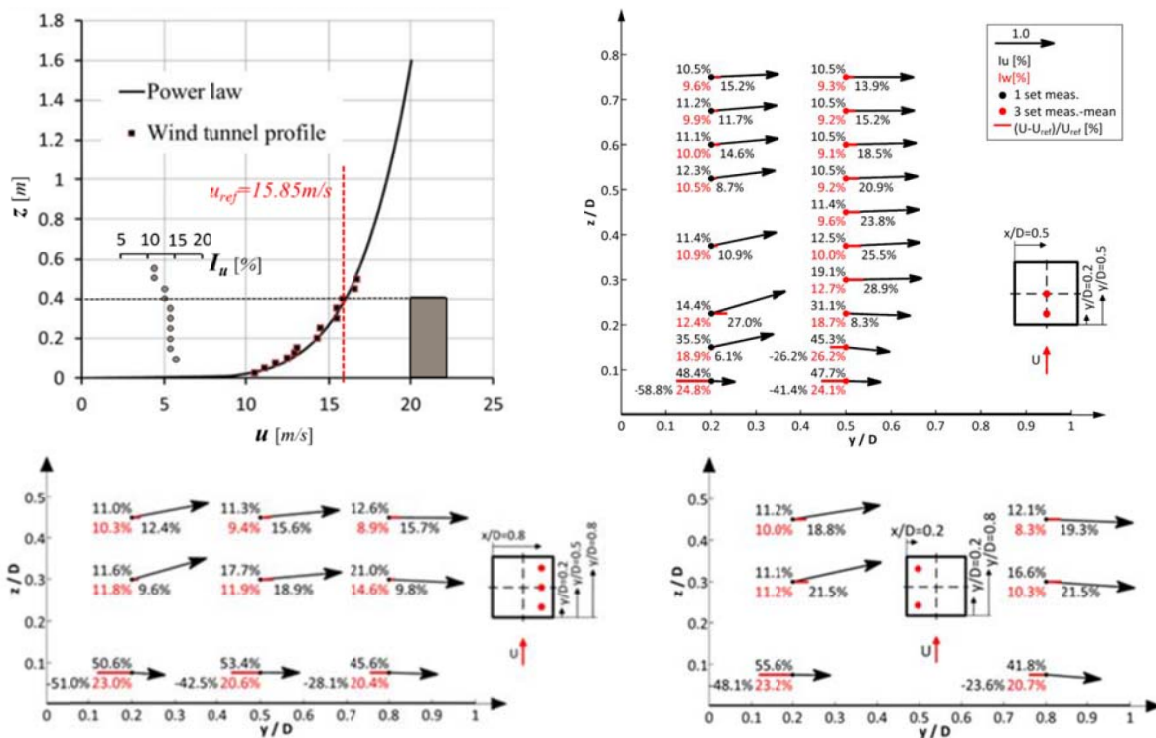 1.8
1.6
1.4
1.2
1
0.8
0.6
0.4
0.2
0
z [m]
Power law
Wind tunnel profile
u_ref=15.85m/s
5 10 15 20
I_u [%]
0 5 10 15 20 25
u [m/s]
0.8
0.7
0.6
0.5
0.4
0.3
0.2
0.1
z / D
10.5% 10.5%
9.6% 15.2% 9.3% 13.9%
11.2% 10.5%
9.9% 11.7% 9.2% 15.2%
11.1% 10.5%
10.0% 14.6% 9.1% 18.5%
12.3% 10.5%
10.5% 8.7% 9.2% 20.9%
11.4%
9.6% 23.8%
11.4% 12.5%
10.9% 10.9% 10.0% 25.5%
19.1%
12.7% 28.9%
14.4% 31.1%
12.4% 27.0% 18.7% 8.3%
35.5% 45.3%
18.9% 6.1% -26.2% 26.2%
48.4% 47.7%
-58.8% 24.8% -41.4% 24.1%
0 0.1 0.2 0.3 0.4 0.5 0.6 0.7 0.8 0.9 1
y / D
1.0
Iu [%]
Iw[%]
1 set meas.
3 set meas.-mean
(U-Uref)/Uref [%]
x/D=0.5
y/D=0.2
y/D=0.5
U
0.5
0.4
0.3
0.2
0.1
z / D
11.0% 11.3% 12.6%
10.3% 12.4% 9.4% 15.6% 8.9% 15.7%
11.6% 17.7% 21.0%
11.8% 9.6% 11.9% 18.9% 14.6% 9.8%
50.6% 53.4% 45.6%
-51.0% 23.0% -42.5% 20.6% -28.1% 20.4%
0 0.1 0.2 0.3 0.4 0.5 0.6 0.7 0.8 0.9 1
y / D
x/D=0.8
y/D=0.2
y/D=0.5
y/D=0.8
U
0.5
0.4
0.3
0.2
0.1
z / D
11.2% 12.1%
10.0% 18.8% 8.3% 19.3%
11.1% 16.6%
11.2% 21.5% 10.3% 21.5%
55.6% 41.8%
-48.1% 23.2% -23.6% 20.7%
0 0.1 0.2 0.3 0.4 0.5 0.6 0.7 0.8 0.9 1
y / D
x/D=0.2
y/D=0.2
y/D=0.8
U